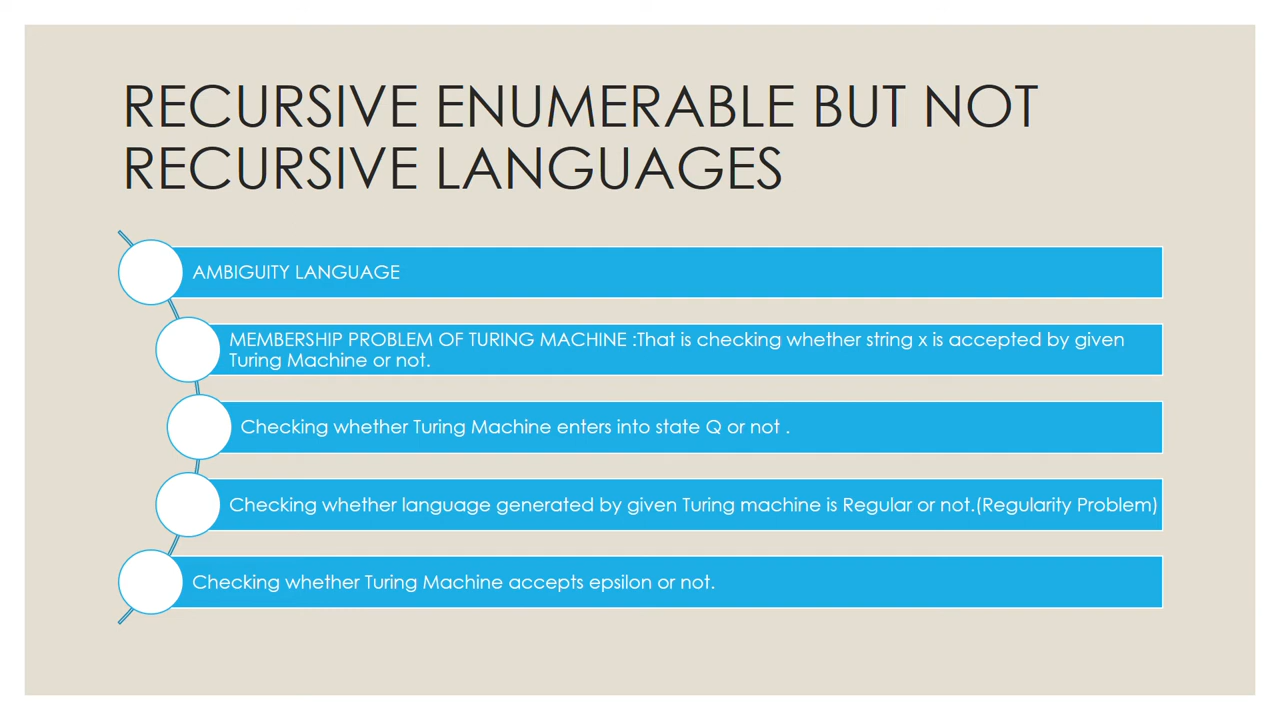 RECURSIVE ENUMERABLE BUT NOT
RECURSIVE LANGUAGES
AMBIGUITY LANGUAGE
MEMBERSHIP PROBLEM OF TURING MACHINE :That is checking whether string x is accepted by given
Turing Machine or not.
Checking whether Turing Machine enters into state Q or not .
Checking whether language generated by given Turing machine is Regular or not.(Regularity Problem)
Checking whether Turing Machine accepts epsilon or not.